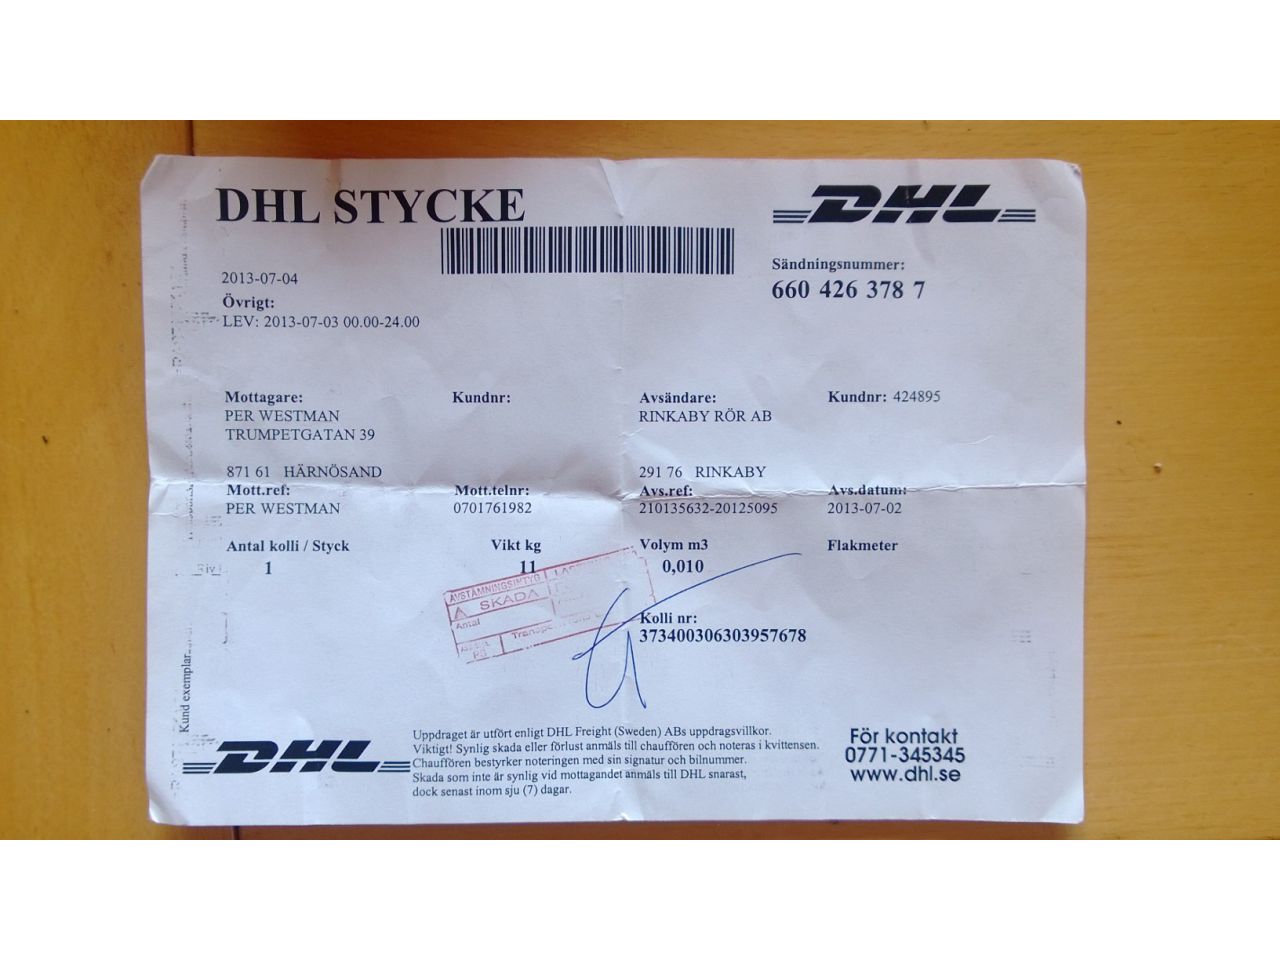 DHL STYCKE
DHL
Sändningsnummer:
660 426 378 7
2013-07-04
Övrigt:
LEV: 2013-07-03 00.00-24.00
Mottagare: Kundnr: Avsändare: Kundnr: 424895
PER WESTMAN RINKABY RÖR AB
TRUMPETGATAN 39
871 61 HÄRNÖSAND 291 76 RINKABY
Mott.ref: Mott.telnr: Avs.ref: Avs.datum:
PER WESTMAN 0701761982 210135632-20125095 2013-07-02
Antal kolli / Styck Vikt kg Volym m3 Flakmeter
1 11 0,010
AVSTÄMNINGSINTYG
SKADA
Antal
Kolli nr:
373400306303957678
Kund exemplar
DHL
Uppdraget är utfört enligt DHL Freight (Sweden) ABs uppdragsvillkor.
Viktigt! Synlig skada eller förlust anmäls till chauffören och noteras i kvittensen.
Chauffören bestyrker noteringen med sin signatur och bilnummer.
Skada som inte är synlig vid mottagandet anmäls till DHL snarast,
dock senast inom sju (7) dagar.
För kontakt
0771-345345
www.dhl.se